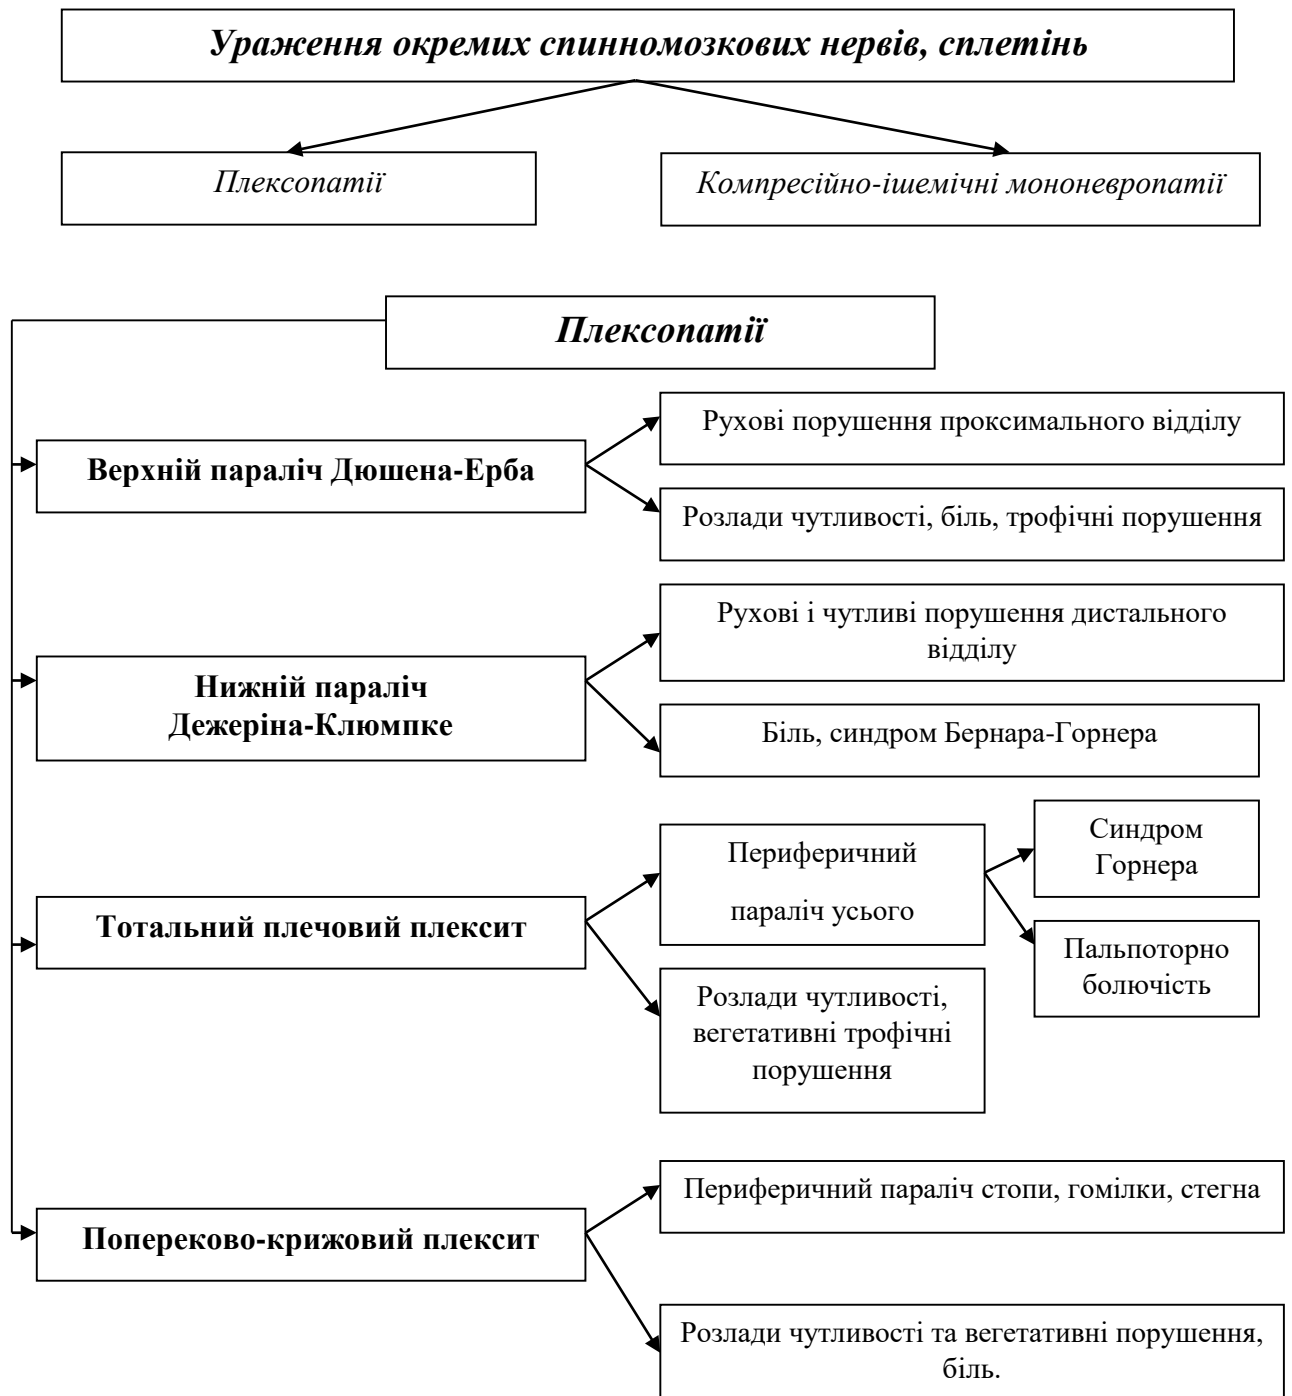 Ураження окремих спинномозкових нервів, сплетінь
Плексопатії
Компресійно-ішемічні мононевропатії
Плексопатії
Верхній параліч Дюшена-Ерба
Рухові порушення проксимального відділу
Розлади чутливості, біль, трофічні порушення
Нижній параліч
Дежеріна-Клюмпке
Рухові і чутливі порушення дистального
відділу
Біль, синдром Бернара-Горнера
Тотальний плечовий плексит
Периферичний
параліч усього
Синдром
Горнера
Пальпоторно
болючість
Розлади чутливості,
вегетативні трофічні
порушення
Попереково-крижовий плексит
Периферичний параліч стопи, гомілки, стегна
Розлади чутливості та вегетативні порушення,
біль.